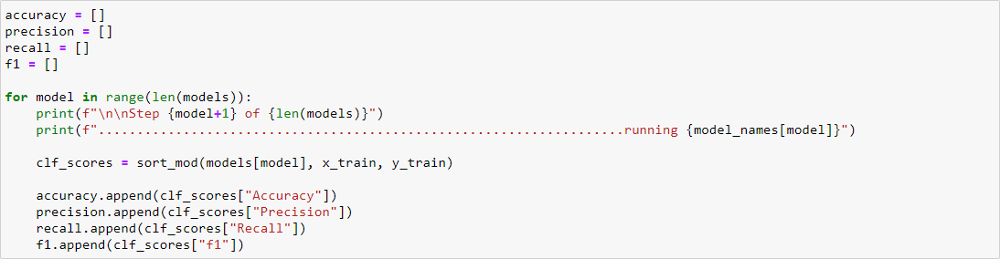 accuracy = []
precision = []
recall = []
f1 = []

for model in range(len(models)):
    print(f"\n\nStep {model+1} of {len(models)}")
    print(f"....................................................................running {model_names[model]}")

    clf_scores = sort_mod(models[model], x_train, y_train)

    accuracy.append(clf_scores["Accuracy"])
    precision.append(clf_scores["Precision"])
    recall.append(clf_scores["Recall"])
    f1.append(clf_scores["f1"])